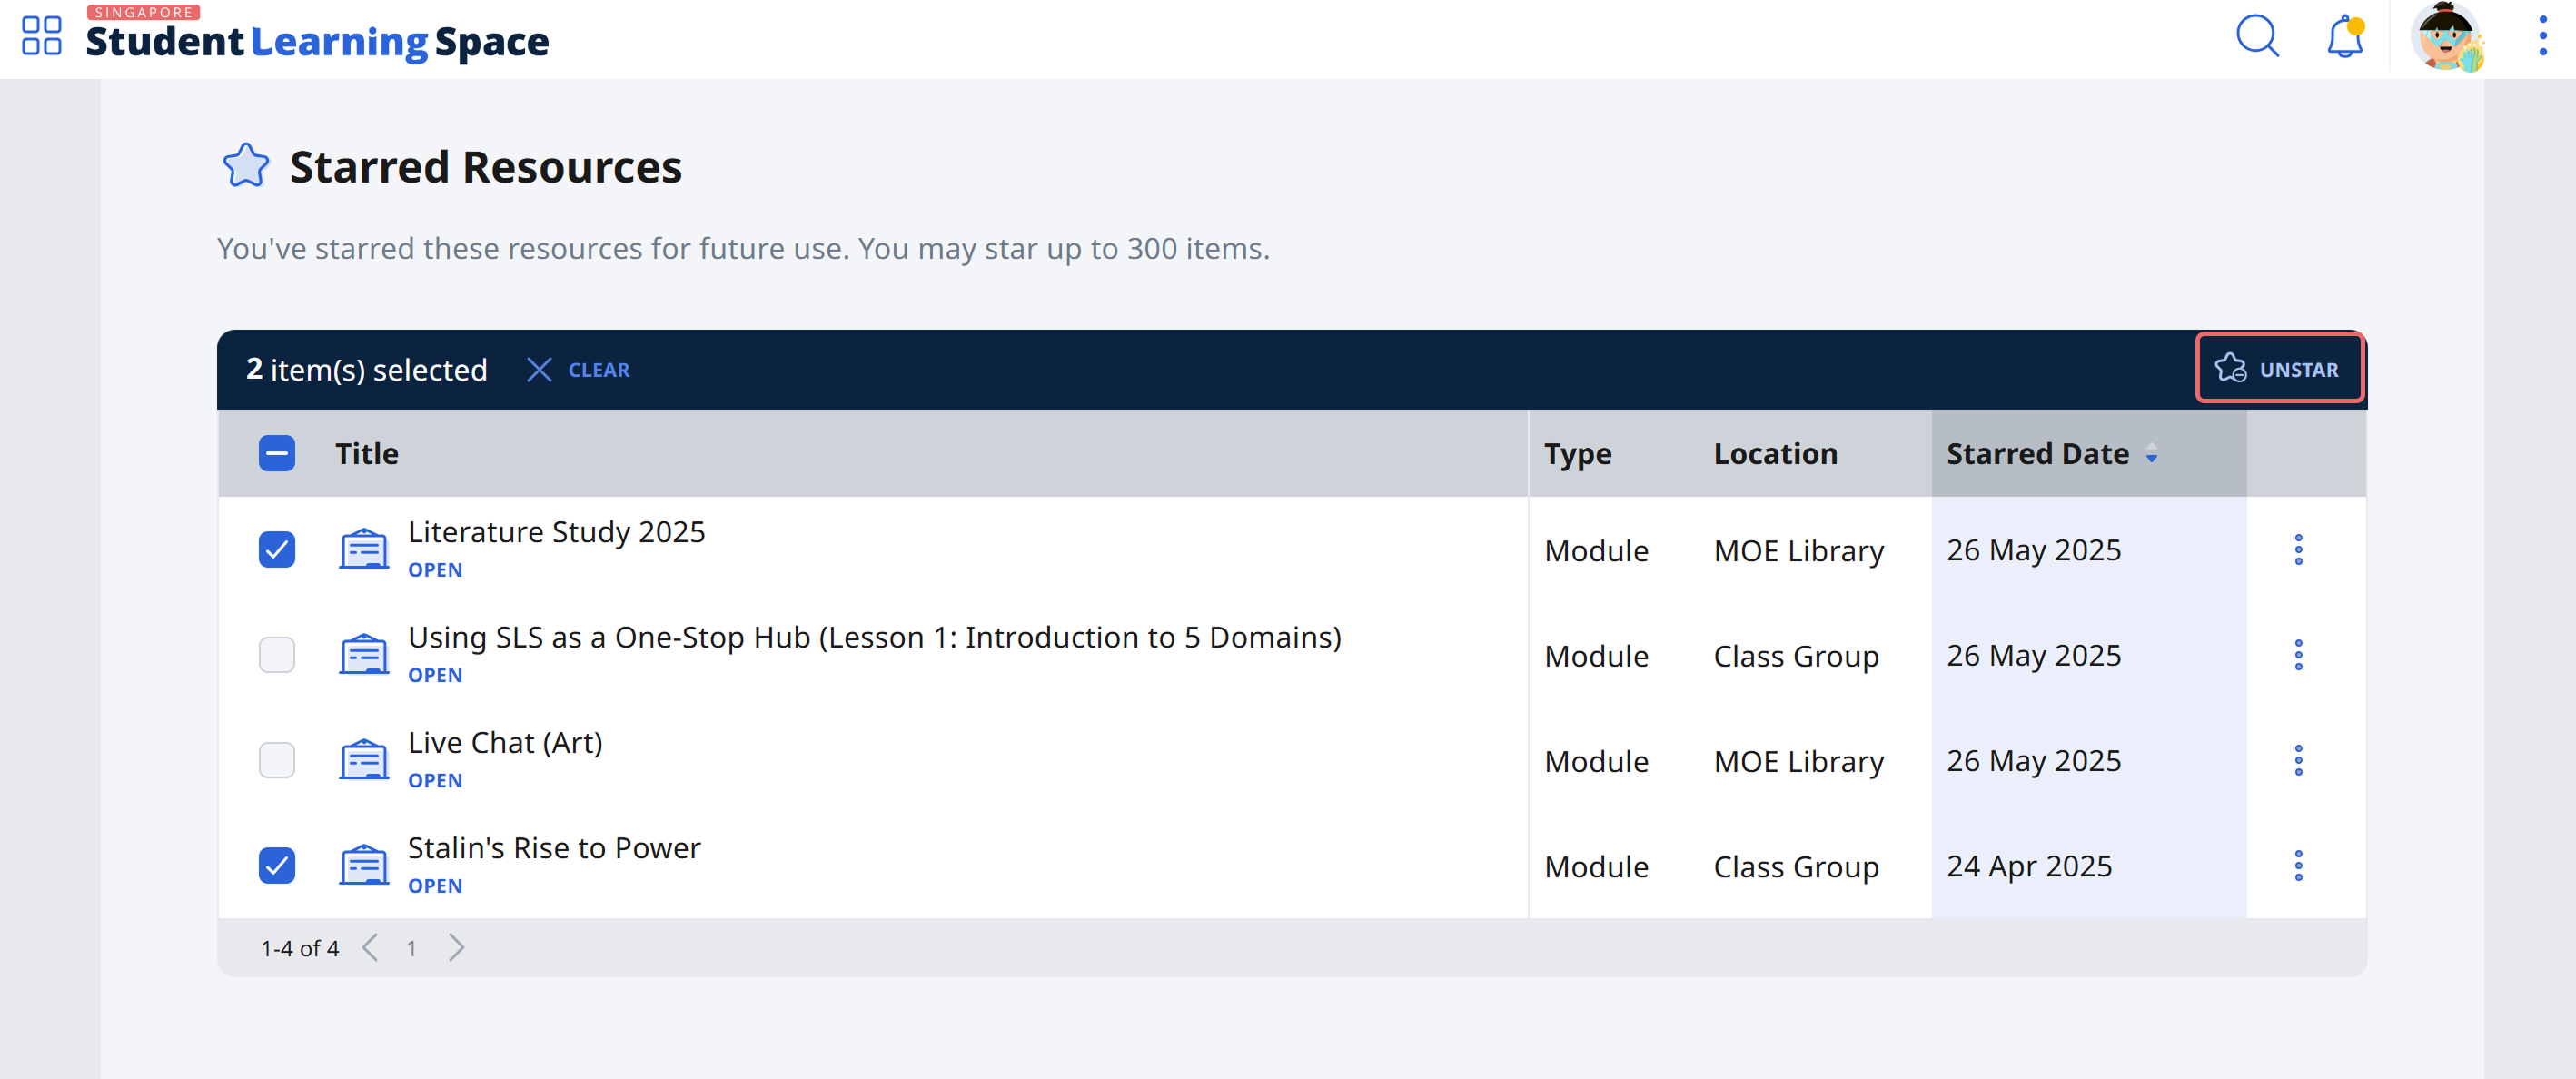 SINGAPORE
Student Learning Space
Starred Resources
You've starred these resources for future use. You may star up to 300 items.
2 item(s) selected CLEAR UNSTAR
Title Type Location Starred Date
Literature Study 2025
OPEN
Module MOE Library 26 May 2025
Using SLS as a One-Stop Hub (Lesson 1: Introduction to 5 Domains)
OPEN
Module Class Group 26 May 2025
Live Chat (Art)
OPEN
Module MOE Library 26 May 2025
Stalin's Rise to Power
OPEN
Module Class Group 24 Apr 2025
1-4 of 4 1